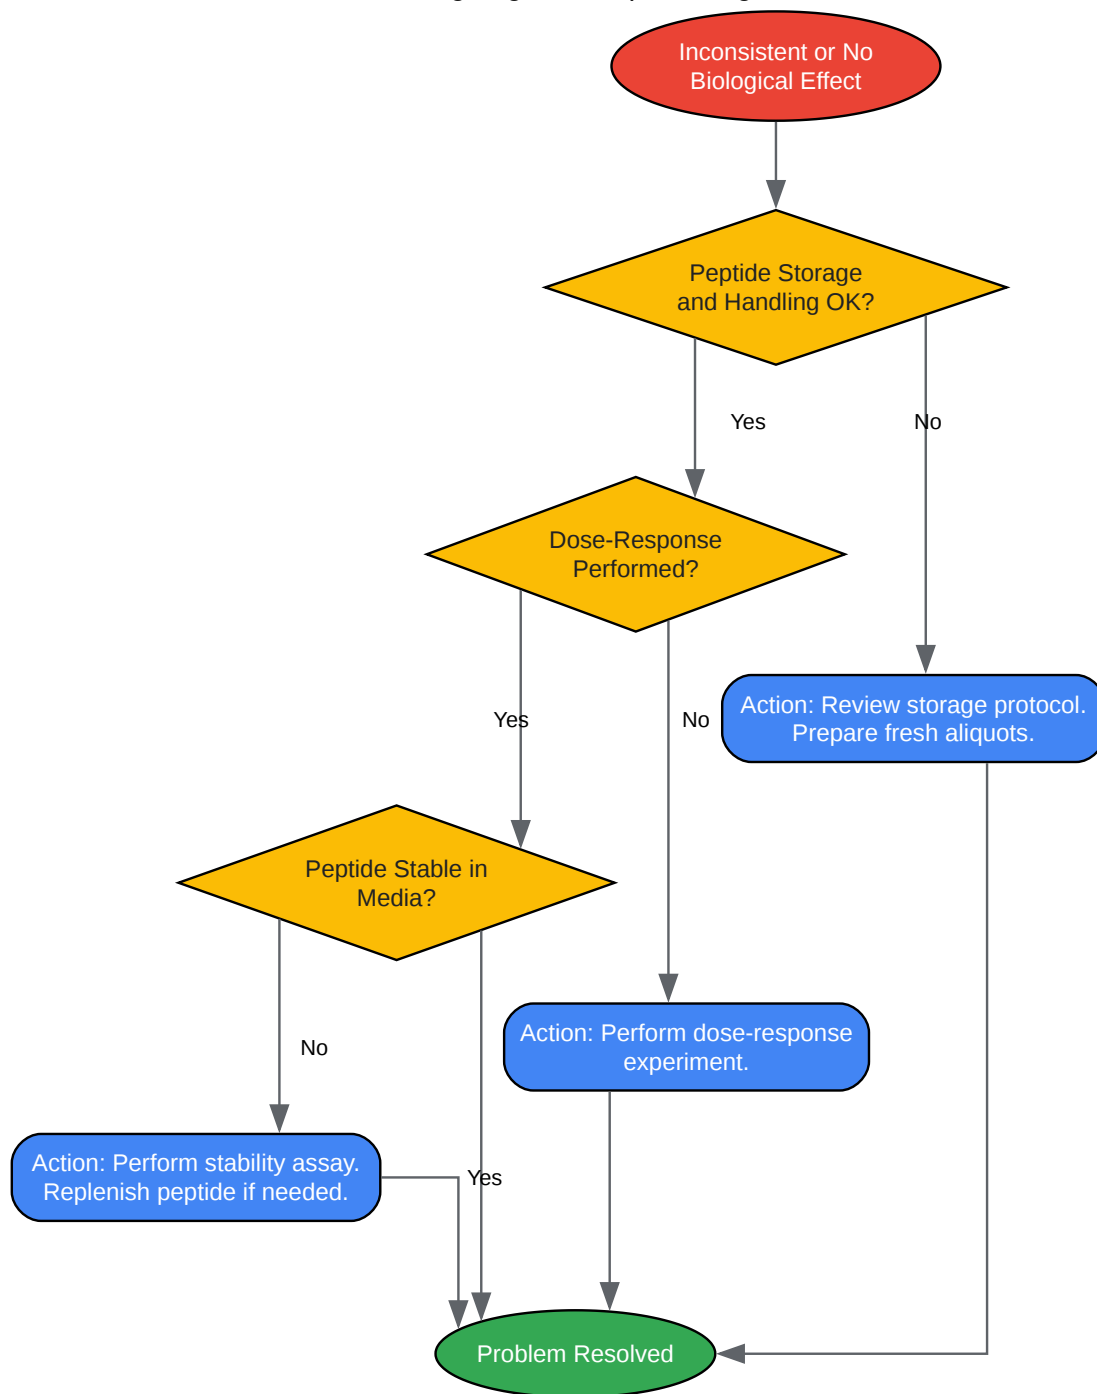 Inconsistent or No
Biological Effect
Peptide Storage
and Handling OK?
Yes
No
Dose-Response
Performed?
Yes
No
Action: Review storage protocol.
Prepare fresh aliquots.
Peptide Stable in
Media?
No
Yes
Action: Perform dose-response
experiment.
Action: Perform stability assay.
Replenish peptide if needed.
Problem Resolved